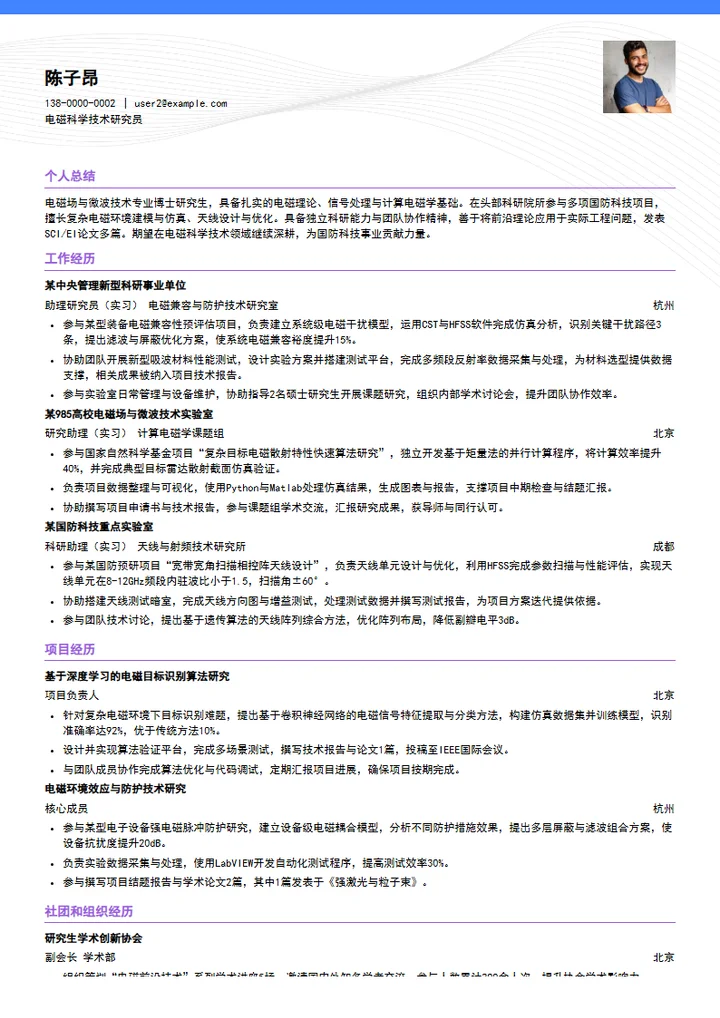 陈子昂
138-0000-0002 | user2@example.com
电磁科学技术研究员
个人总结
电磁场与微波技术专业博士研究生，具备扎实的电磁理论、信号处理与计算电磁学基础。在头部科研院所参与多项国防科技项目，
擅长复杂电磁环境建模与仿真、天线设计与优化。具备独立科研能力与团队协作精神，善于将前沿理论应用于实际工程问题，发表
SCI/EI论文多篇。期望在电磁科学技术领域继续深耕，为国防科技事业贡献力量。
工作经历
某中央管理新型科研事业单位
助理研究员（实习） 电磁兼容与防护技术研究室 杭州
• 参与某型装备电磁兼容性预评估项目，负责建立系统级电磁干扰模型，运用CST与HFSS软件完成仿真分析，识别关键干扰路径3
条，提出滤波与屏蔽优化方案，使系统电磁兼容裕度提升15%。
• 协助团队开展新型吸波材料性能测试，设计实验方案并搭建测试平台，完成多频段反射率数据采集与处理，为材料选型提供数据
支撑，相关成果被纳入项目技术报告。
• 参与实验室日常管理与设备维护，协助指导2名硕士研究生开展课题研究，组织内部学术讨论会，提升团队协作效率。
某985高校电磁场与微波技术实验室
研究助理（实习） 计算电磁学课题组 北京
• 参与国家自然科学基金项目“复杂目标电磁散射特性快速算法研究”，独立开发基于矩量法的并行计算程序，将计算效率提升
40%，并完成典型目标雷达散射截面仿真验证。
• 负责项目数据整理与可视化，使用Python与Matlab处理仿真结果，生成图表与报告，支撑项目中期检查与结题汇报。
• 协助撰写项目申请书与技术报告，参与课题组学术交流，汇报研究成果，获导师与同行认可。
某国防科技重点实验室
科研助理（实习） 天线与射频技术研究所 成都
• 参与某国防预研项目“宽带宽角扫描相控阵天线设计”，负责天线单元设计与优化，利用HFSS完成参数扫描与性能评估，实现天
线单元在8-12GHz频段内驻波比小于1.5，扫描角±60°。
• 协助搭建天线测试暗室，完成天线方向图与增益测试，处理测试数据并撰写测试报告，为项目方案迭代提供依据。
• 参与团队技术讨论，提出基于遗传算法的天线阵列综合方法，优化阵列布局，降低副瓣电平3dB。
项目经历
基于深度学习的电磁目标识别算法研究
项目负责人 北京
• 针对复杂电磁环境下目标识别难题，提出基于卷积神经网络的电磁信号特征提取与分类方法，构建仿真数据集并训练模型，识别
准确率达92%，优于传统方法10%。
• 设计并实现算法验证平台，完成多场景测试，撰写技术报告与论文1篇，投稿至IEEE国际会议。
• 与团队成员协作完成算法优化与代码调试，定期汇报项目进展，确保项目按期完成。
电磁环境效应与防护技术研究
核心成员 杭州
• 参与某型电子设备强电磁脉冲防护研究，建立设备级电磁耦合模型，分析不同防护措施效果，提出多层屏蔽与滤波组合方案，使
设备抗扰度提升20dB。
• 负责实验数据采集与处理，使用LabVIEW开发自动化测试程序，提高测试效率30%。
• 参与撰写项目结题报告与学术论文2篇，其中1篇发表于《强激光与粒子束》。
社团和组织经历
研究生学术创新协会
副会长 学术部 北京